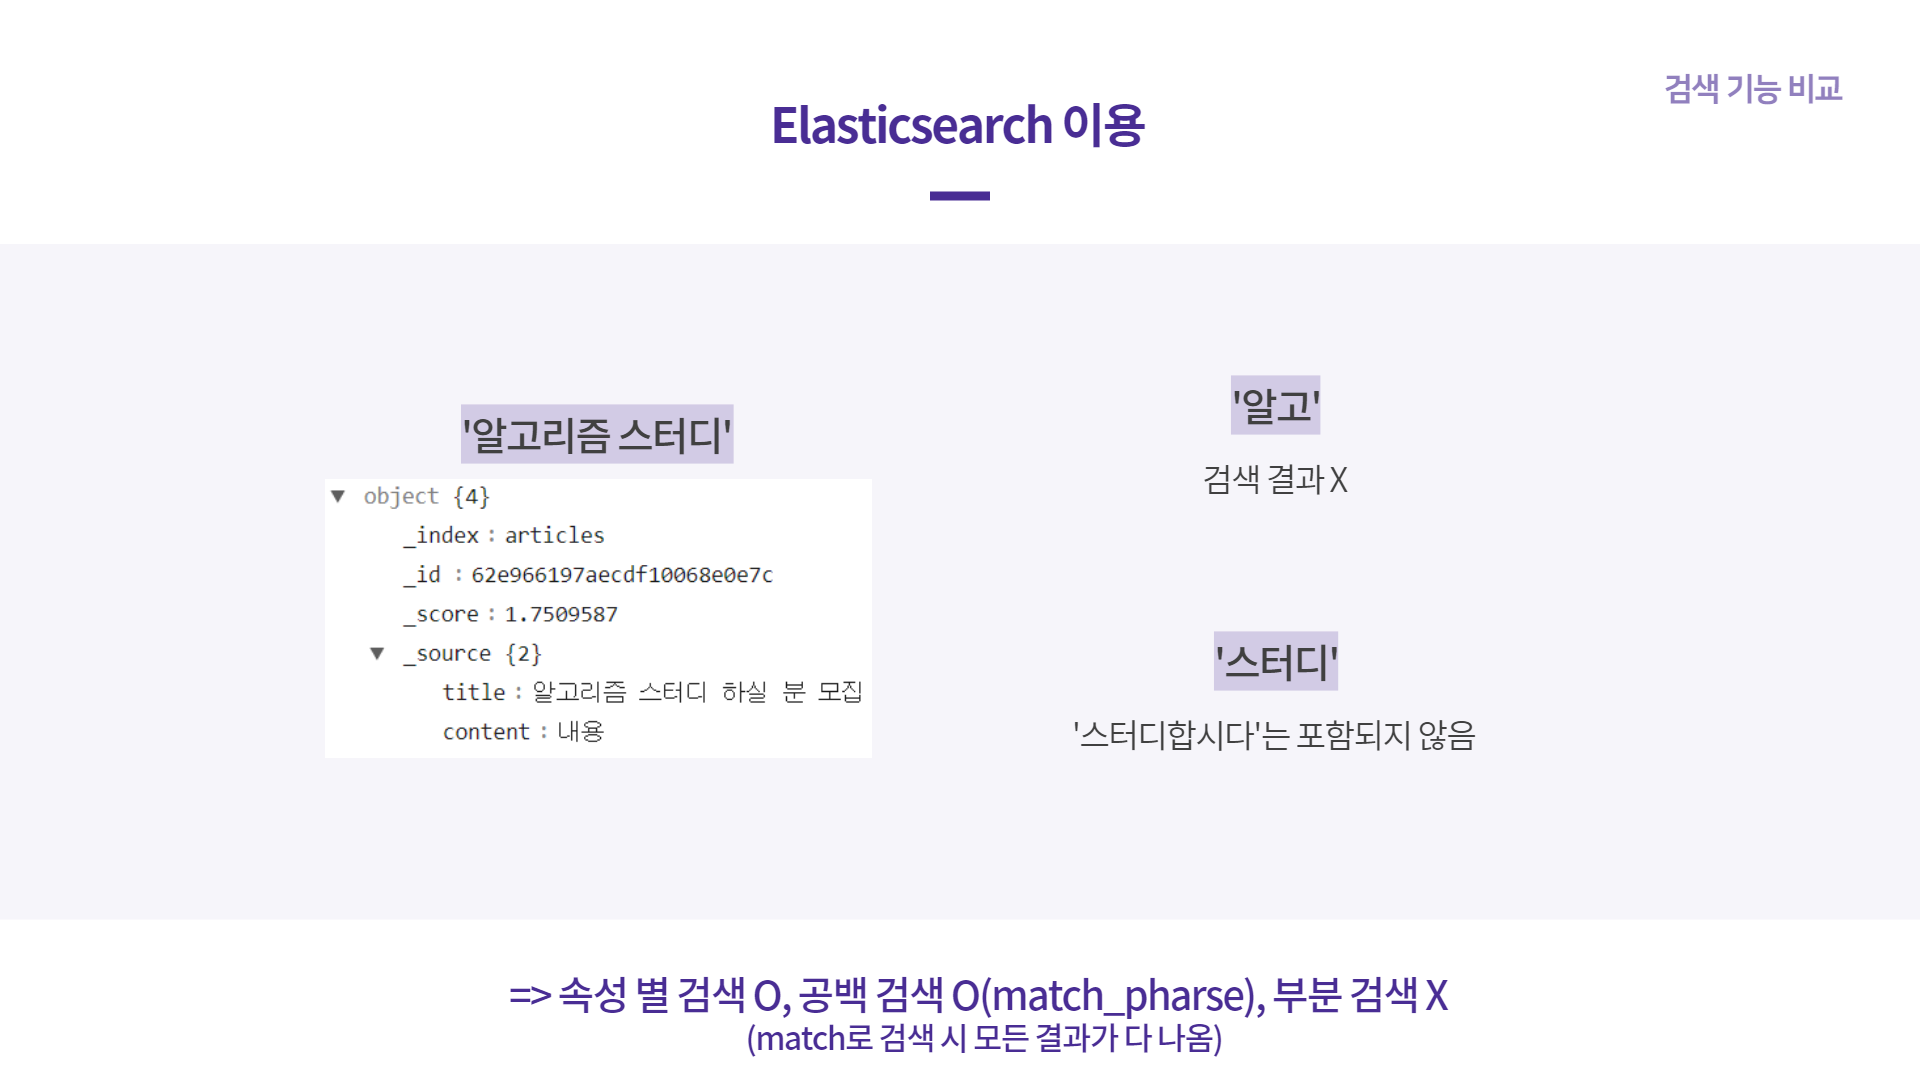 검색 기능 비교
Elasticsearch 이용
'알고리즘 스터디'
▼ object {4}
_index : articles
_id : 62e966197aecdf10068e0e7c
_score : 1.7509587
▼ _source {2}
title : 알고리즘 스터디 하실 분 모집
content : 내용
'알고'
검색 결과 X
'스터디'
'스터디합시다'는 포함되지 않음
=> 속성 별 검색 O, 공백 검색 O(match_pharse), 부분 검색 X
(match로 검색 시 모든 결과가 다 나옴)